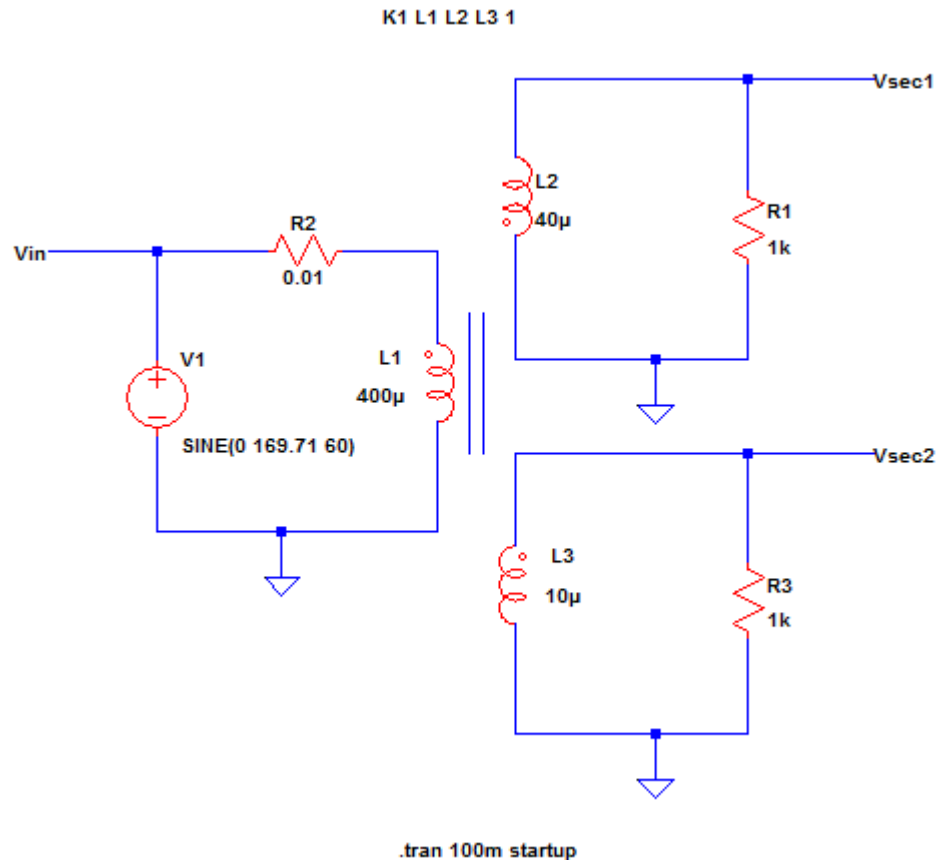 K1 L1 L2 L3 1
Vsec1
L2
40µ
R1
1k
R2
Vin
0.01
V1
L1
400µ
SINE(0 169.71 60)
Vsec2
L3
10µ
R3
1k
.tran 100m startup